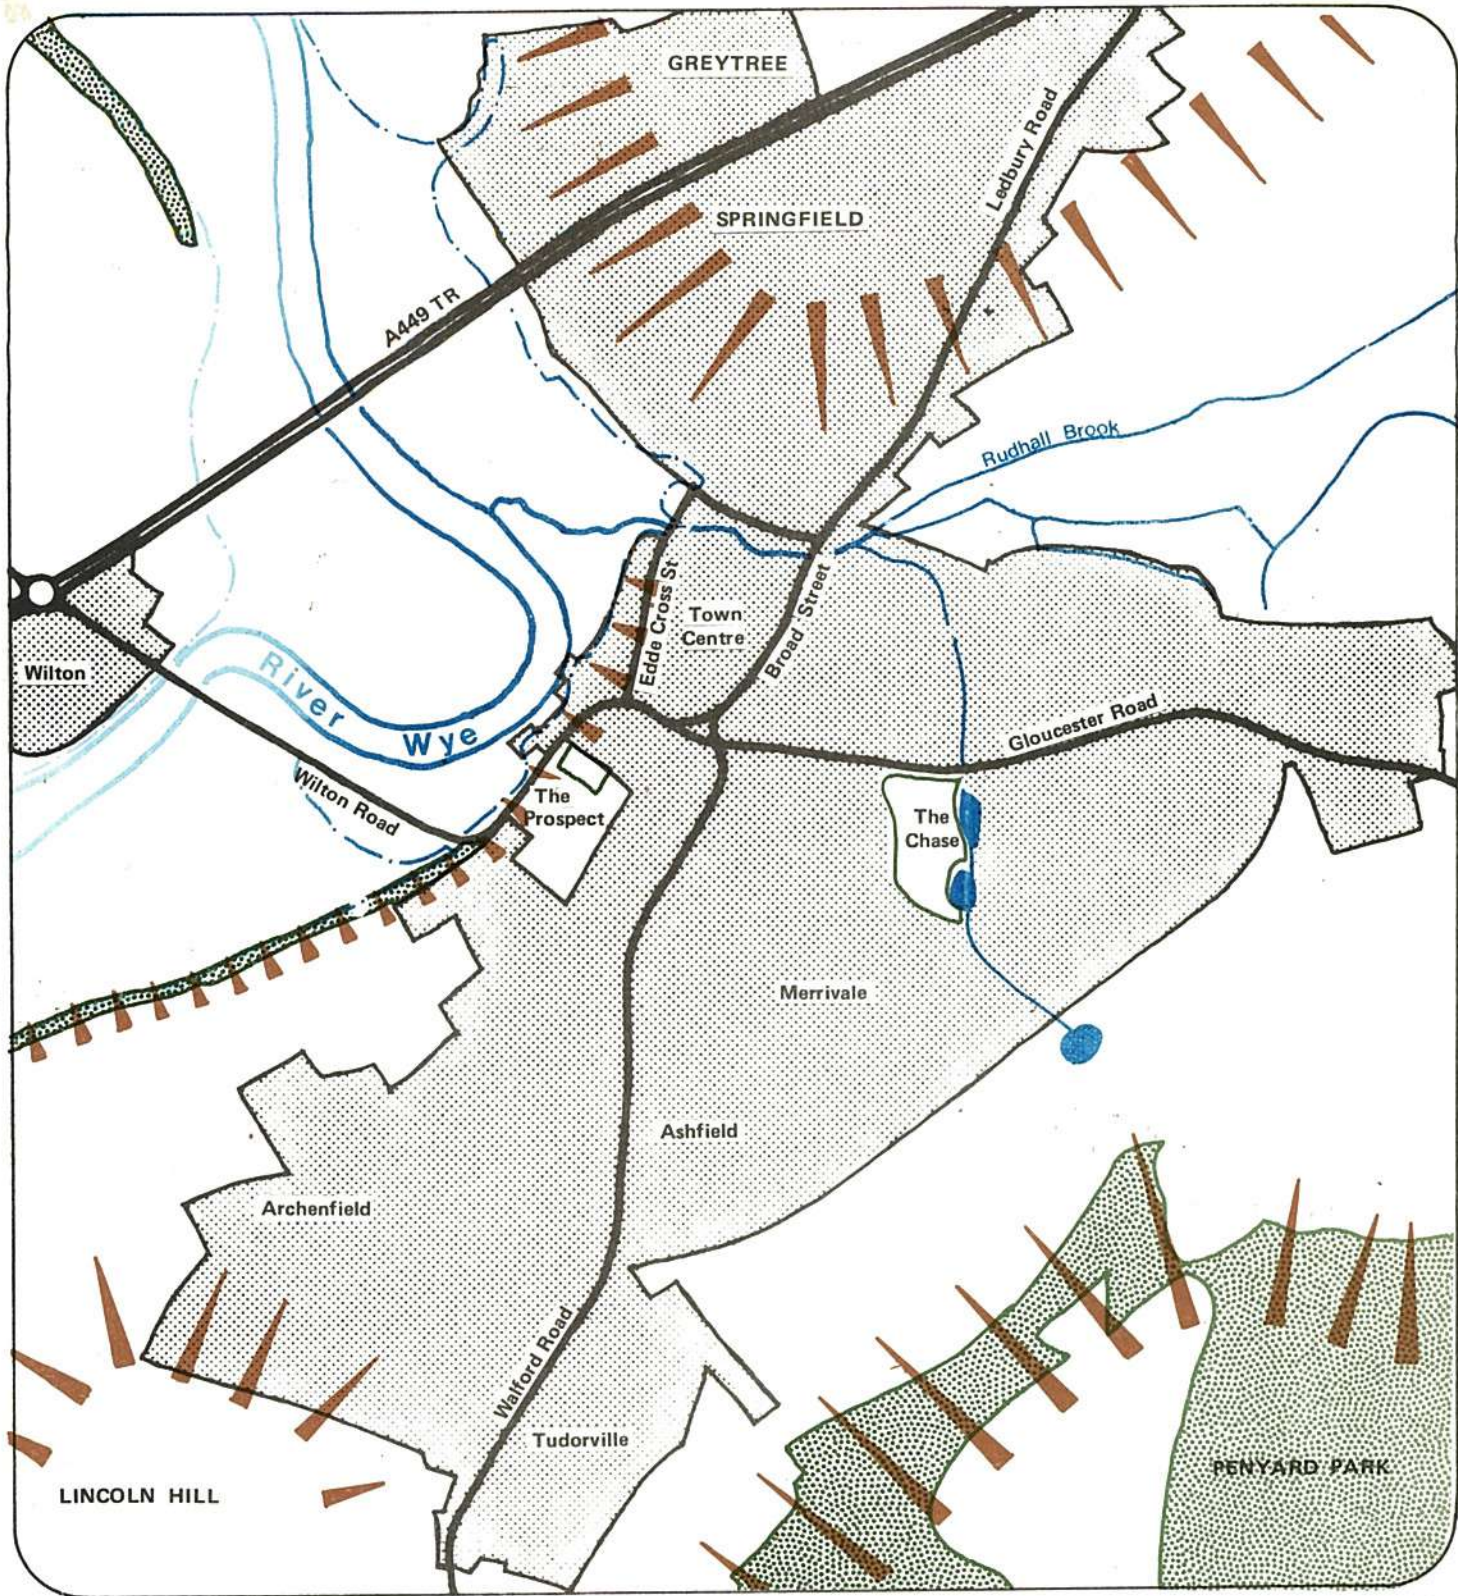 GREYTREE
Ledbury Road
SPRINGFIELD
A449 TR
Rudhall Brook
Edde Cross St
Town
Centre
Broad Street
Wilton
River
Wye
Gloucester Road
Wilton Road
The
Prospect
The
Chase
Merrivale
Ashfield
Archenfield
Walford Road
Tudorville
LINCOLN HILL
PENYARD PARK